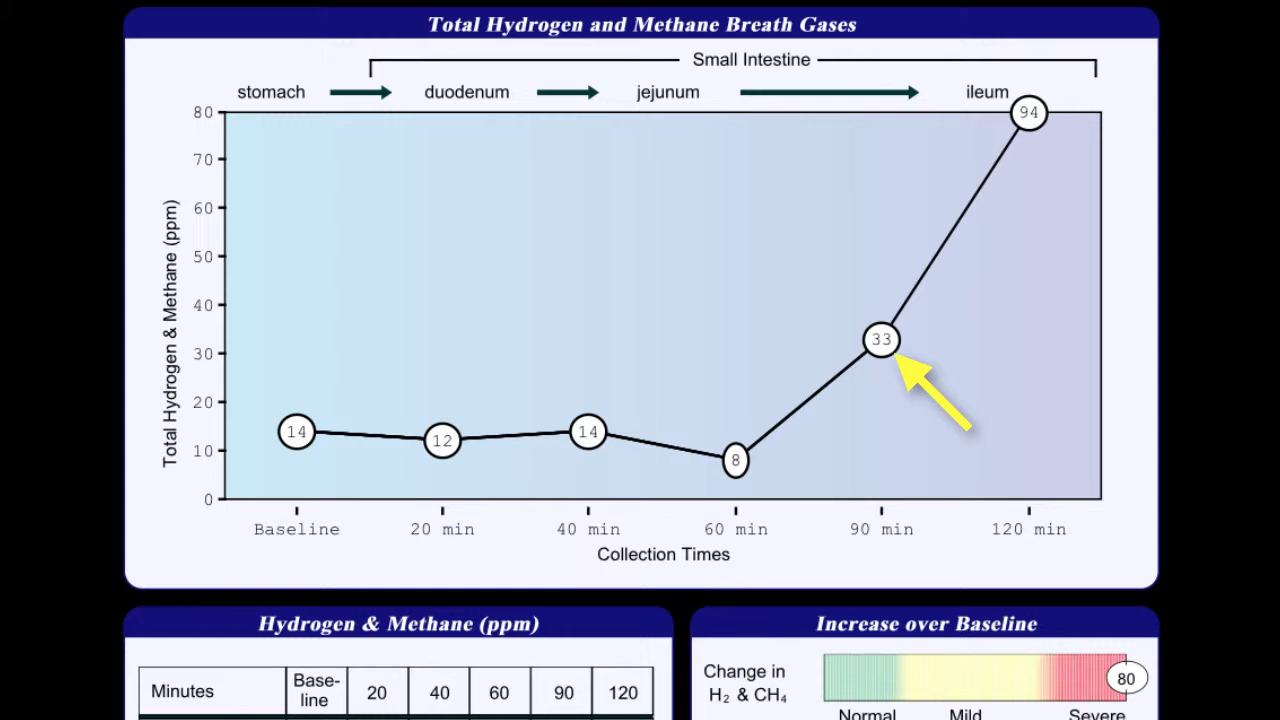 Total Hydrogen and Methane Breath Gases
Small Intestine
stomach duodenum jejunum ileum
80
70
60
50
40
30
20
10
0
Total Hydrogen & Methane (ppm)
14
12
14
8
33
94
Baseline 20 min 40 min 60 min 90 min 120 min
Collection Times
Hydrogen & Methane (ppm)
Minutes Base-
line 20 40 60 90 120
Increase over Baseline
Change in
H₂ & CH₄
80
Normal Mild Severe